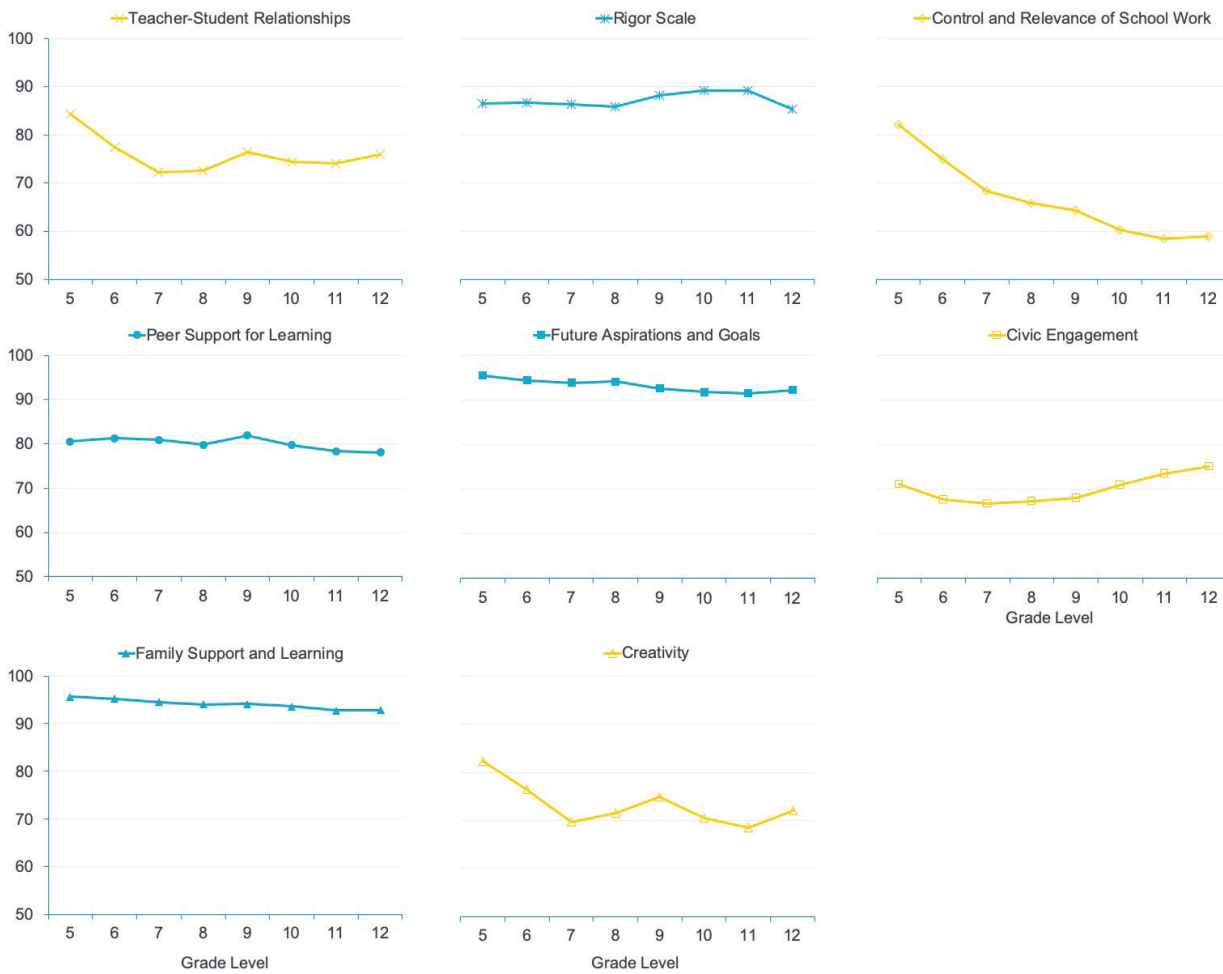 Teacher-Student Relationships
Rigor Scale
Control and Relevance of School Work
100
90
80
70
60
50
5 6 7 8 9 10 11 12
5 6 7 8 9 10 11 12
5 6 7 8 9 10 11 12
Peer Support for Learning
Future Aspirations and Goals
Civic Engagement
100
90
80
70
60
50
5 6 7 8 9 10 11 12
5 6 7 8 9 10 11 12
5 6 7 8 9 10 11 12
Grade Level
Family Support and Learning
Creativity
100
90
80
70
60
50
5 6 7 8 9 10 11 12
5 6 7 8 9 10 11 12
Grade Level
Grade Level